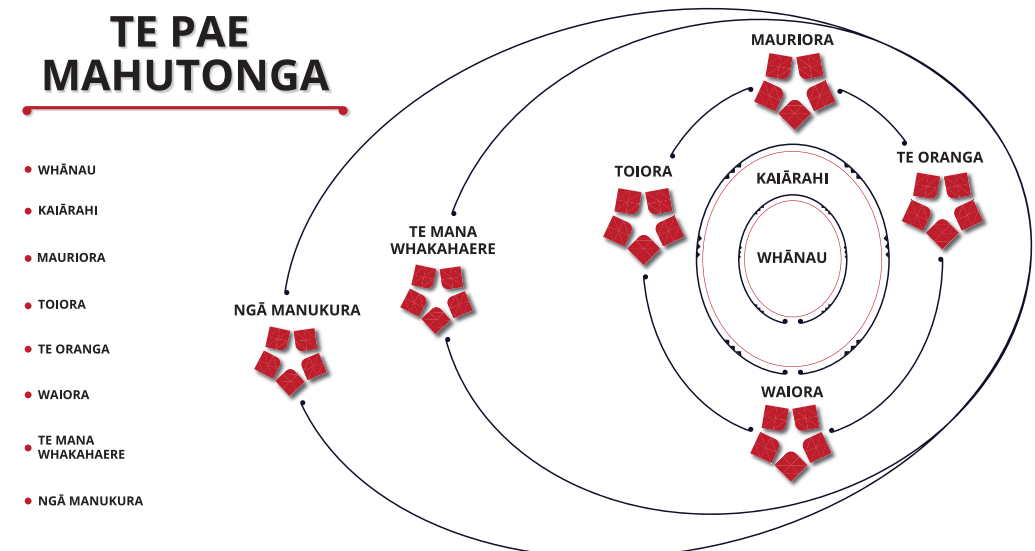 TE PAE
MAHUTONGA
WHĀNAU
KAIĀRAHI
MAURIORA
TOIORA
TE ORANGA
WAIORA
TE MANA
WHAKAHAERE
NGĀ MANUKURA
MAURIORA
TE ORANGA
TOIORA
KAIĀRAHI
TE MANA
WHAKAHAERE
WHĀNAU
NGĀ MANUKURA
WAIORA